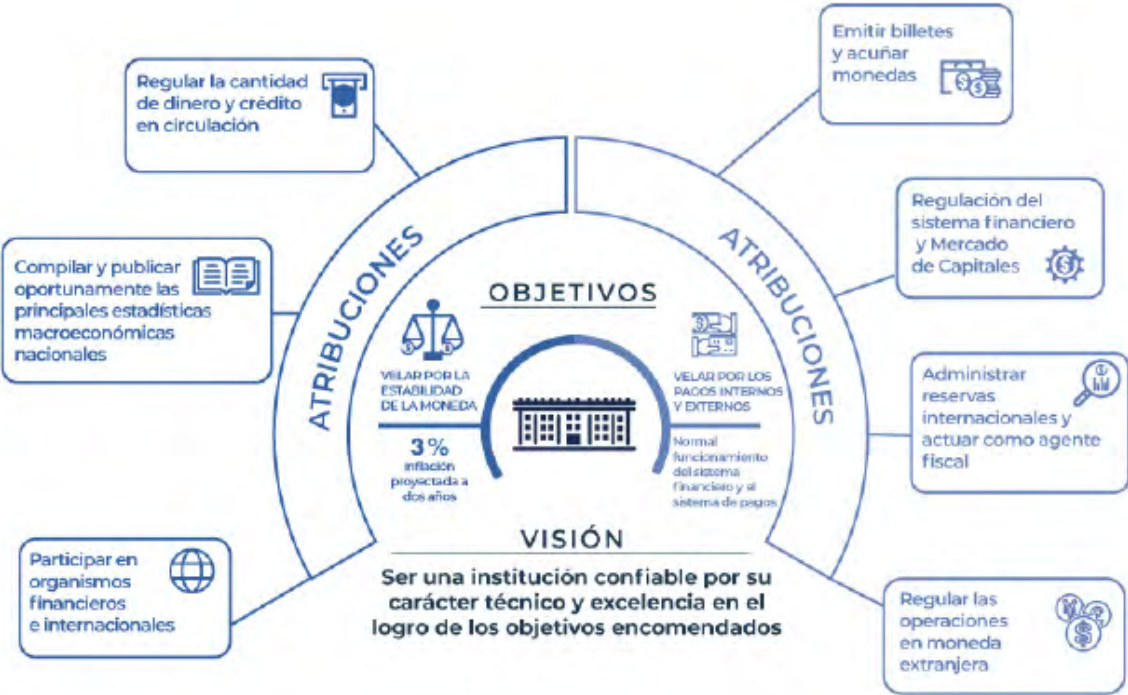 Regular la cantidad
de dinero y crédito
en circulación
Compilar y publicar
oportunamente las
principales estadísticas
macroeconómicas
nacionales
Participar en
organismos
financieros
e internacionales
ATRIBUCIONES
OBJETIVOS
VELAR POR LA
ESTABILIDAD
DE LA MONEDA
3%
Inflación
proyectada a
dos años
VELAR POR LOS
PAGOS INTERNOS
Y EXTERNOS
Normal
funcionamiento
del sistema
financiero y el
sistema de pagos
VISIÓN
Ser una institución confiable por su
carácter técnico y excelencia en el
logro de los objetivos encomendados
ATRIBUCIONES
Emitir billetes
y acuñar
monedas
Regulación del
sistema financiero
y Mercado
de Capitales
Administrar
reservas
internacionales y
actuar como agente
fiscal
Regular las
operaciones
en moneda
extranjera